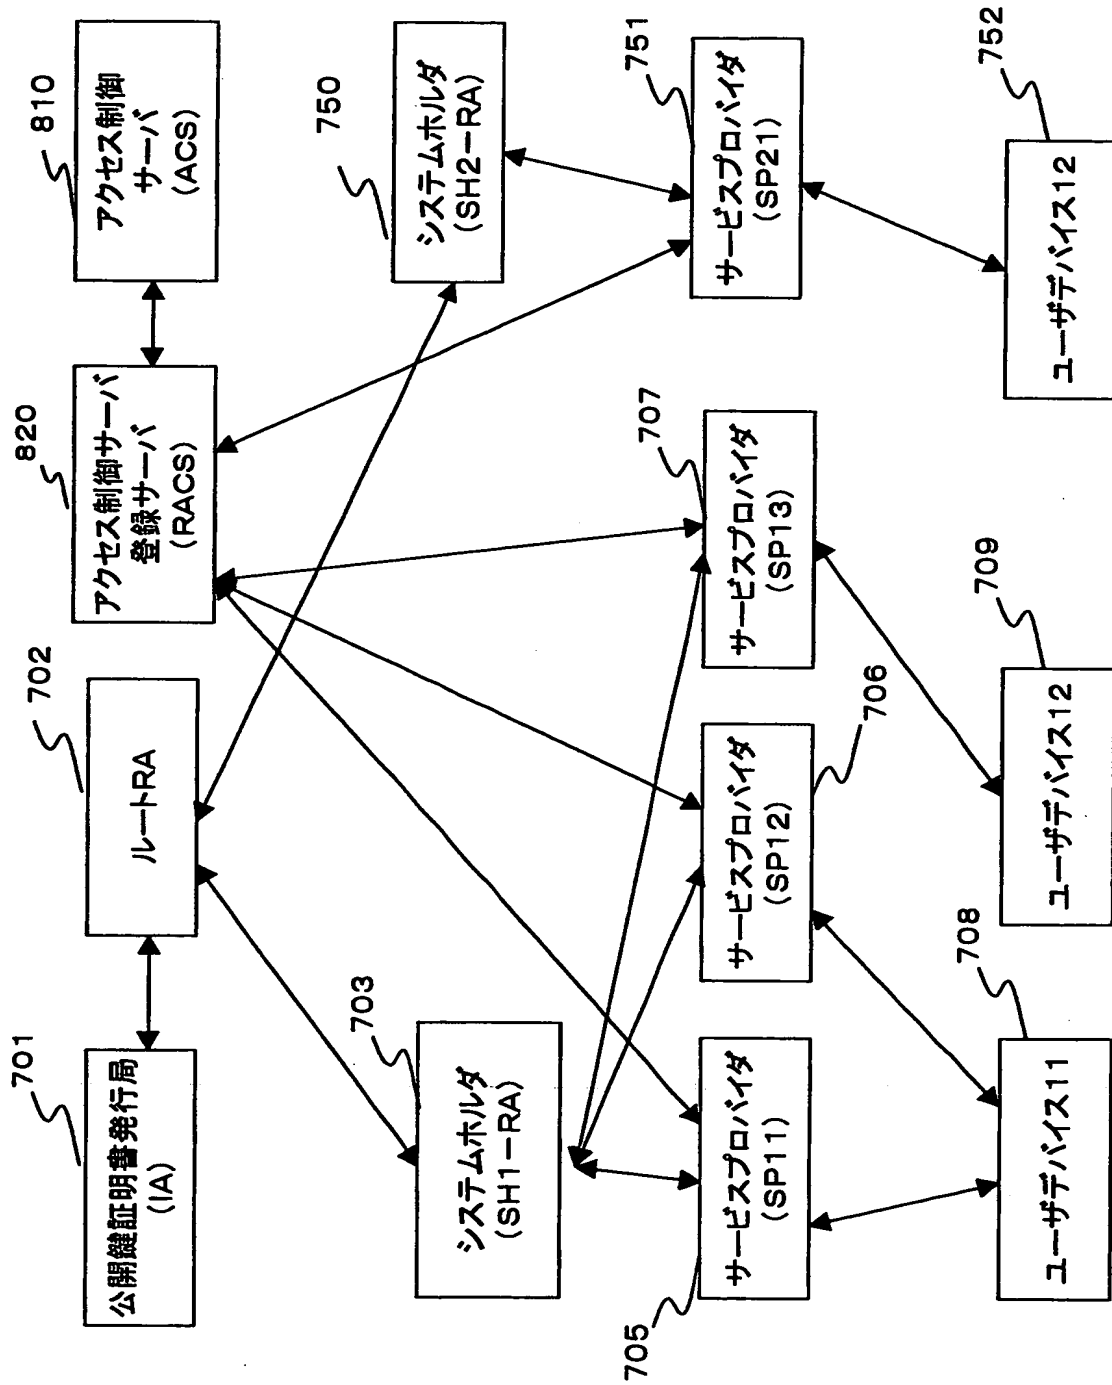 701
公開鍵証明書発行局
(IA)
702
ルートRA
820
アクセス制御サーバ
登録サーバ
(RACS)
810
アクセス制御
サーバ
(ACS)
703
システムホルダ
(SH1-RA)
750
システムホルダ
(SH2-RA)
705
サービスプロバイダ
(SP11)
706
サービスプロバイダ
(SP12)
707
サービスプロバイダ
(SP13)
751
サービスプロバイダ
(SP21)
708
ユーザデバイス11
709
ユーザデバイス12
752
ユーザデバイス12